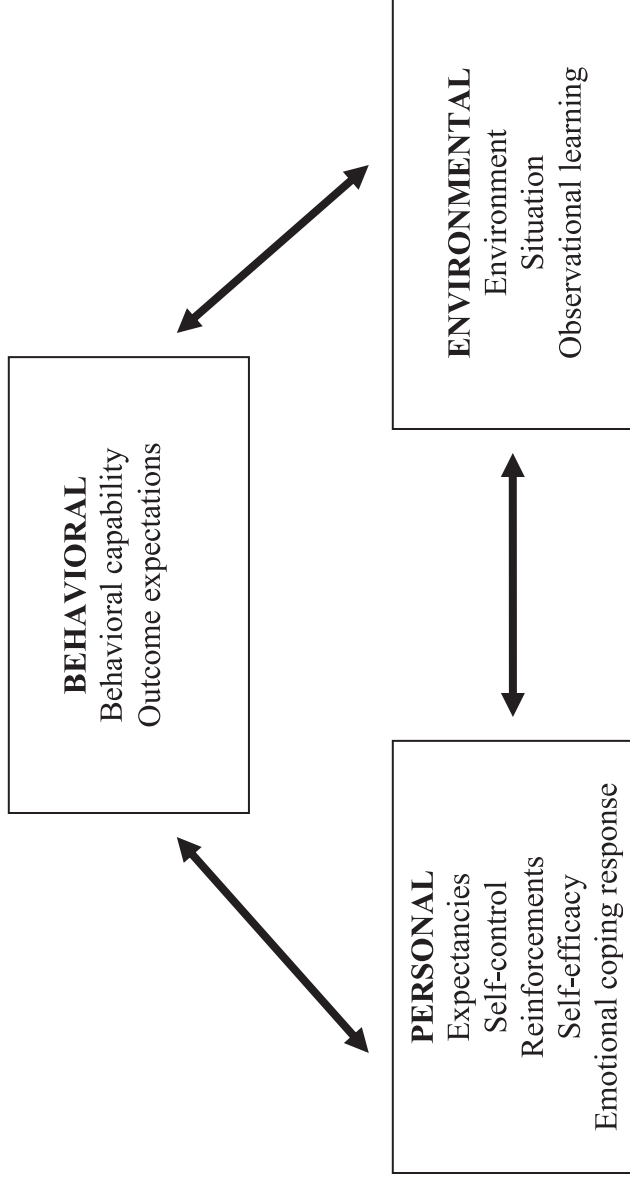 BEHAVIORAL
Behavioral capability
Outcome expectations
PERSONAL
Expectancies
Self-control
Reinforcements
Self-efficacy
Emotional coping response
ENVIRONMENTAL
Environment
Situation
Observational learning